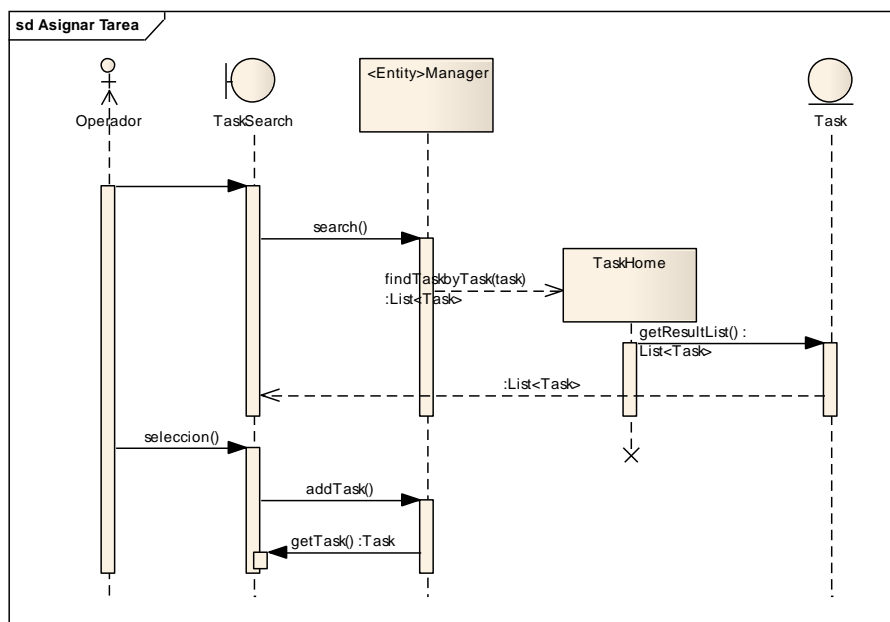 sd Asignar Tarea
<Entity>Manager
Operador
TaskSearch
Task
search()
findTaskbyTask(task)
:List<Task>
TaskHome
getResultList() :
List<Task>
:List<Task>
seleccion()
addTask()
getTask() :Task